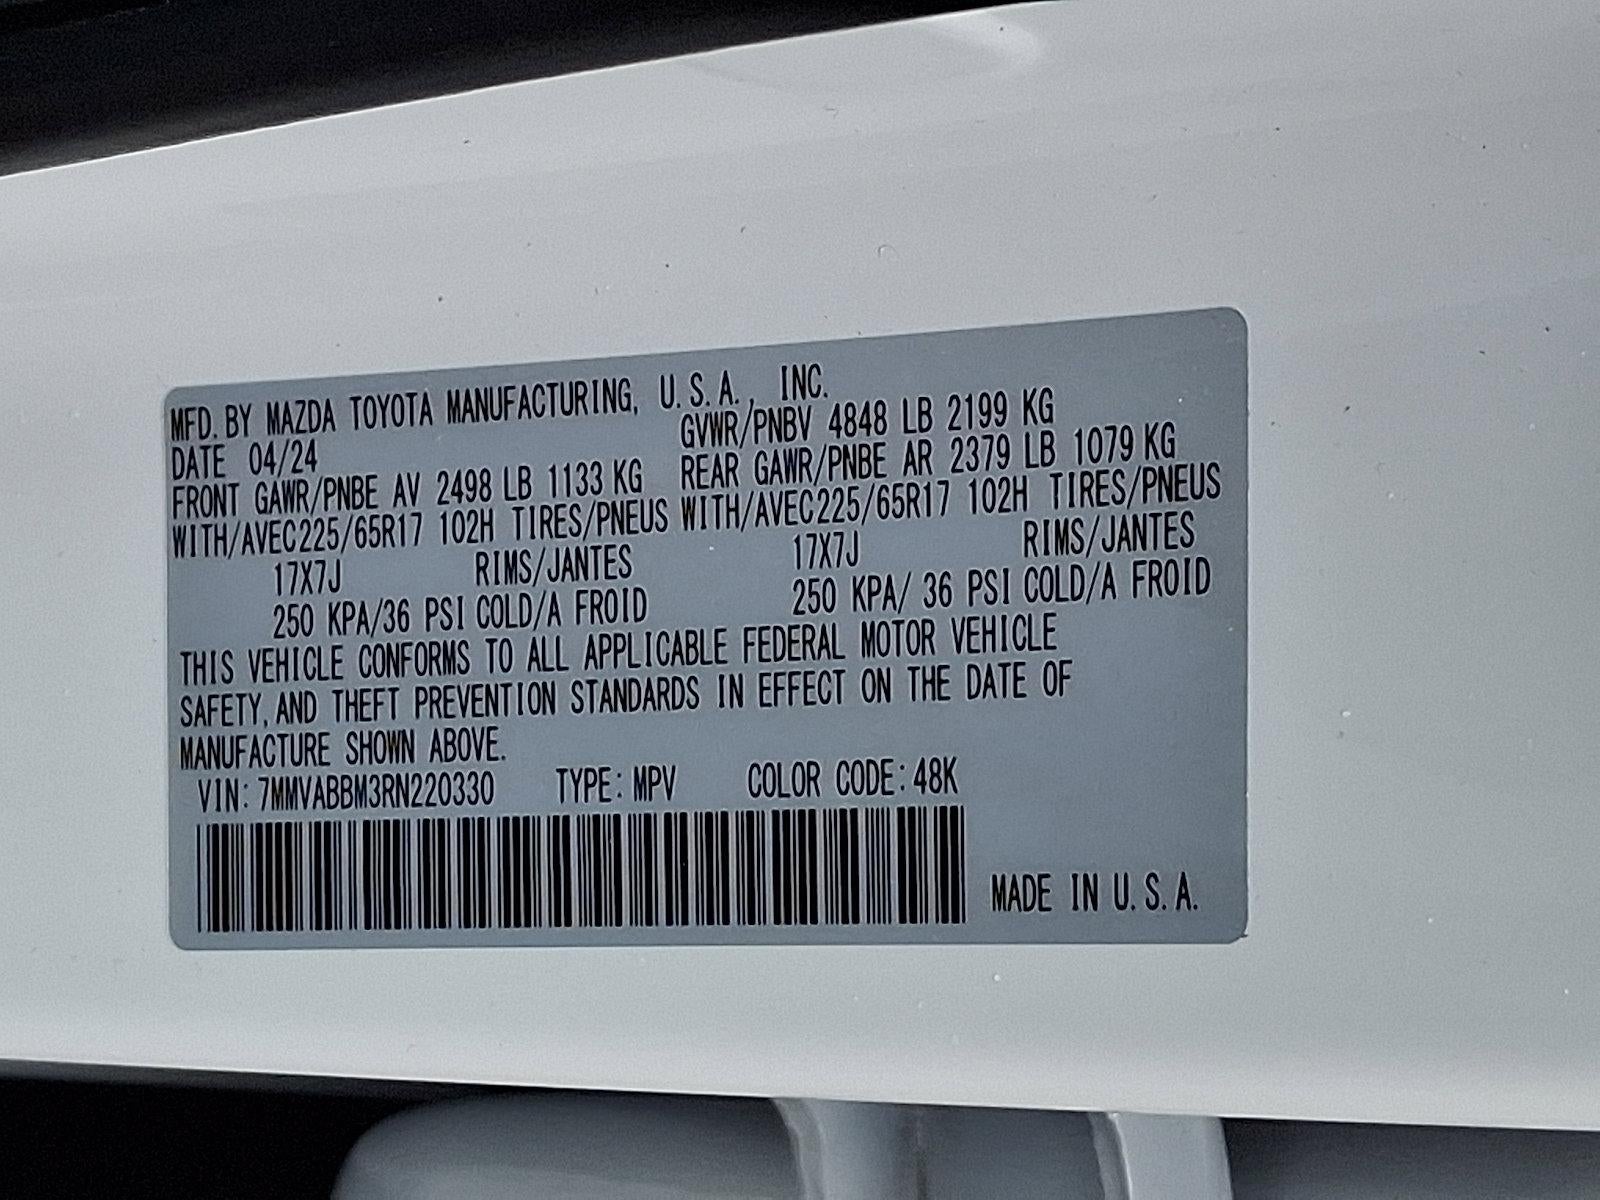 MFD. BY MAZDA TOYOTA MANUFACTURING, U.S.A., INC.
DATE 04/24 GVWR/PNBV 4848 LB 2199 KG
FRONT GAWR/PNBE AV 2498 LB 1133 KG REAR GAWR/PNBE AR 2379 LB 1079 KG
WITH/AVEC225/65R17 102H TIRES/PNEUS WITH/AVEC225/65R17 102H TIRES/PNEUS
17X7J RIMS/JANTES 17X7J RIMS/JANTES
250 KPA/36 PSI COLD/A FROID 250 KPA/ 36 PSI COLD/A FROID
THIS VEHICLE CONFORMS TO ALL APPLICABLE FEDERAL MOTOR VEHICLE
SAFETY, AND THEFT PREVENTION STANDARDS IN EFFECT ON THE DATE OF
MANUFACTURE SHOWN ABOVE.
VIN: 7MMVABBM3RN220330 TYPE: MPV COLOR CODE: 48K
MADE IN U.S.A.